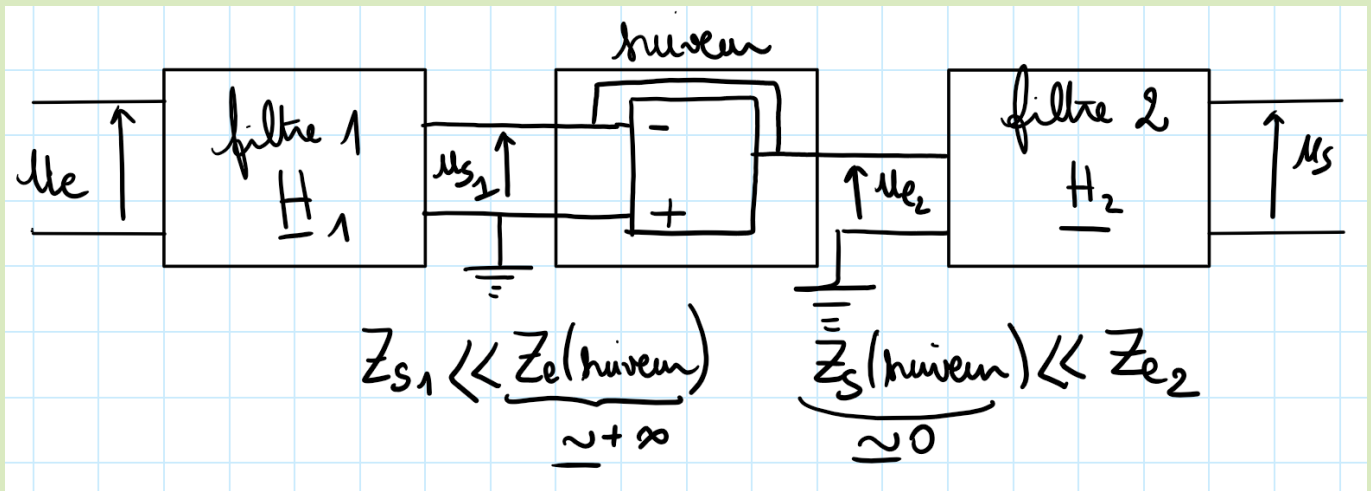 suiveur
ue
filtre 1
H1
us1
-
+
ue2
filtre 2
H2
us
Zs1 << Ze(suiveur)
≃ +∞
Zs(suiveur) << Ze2
≃ 0